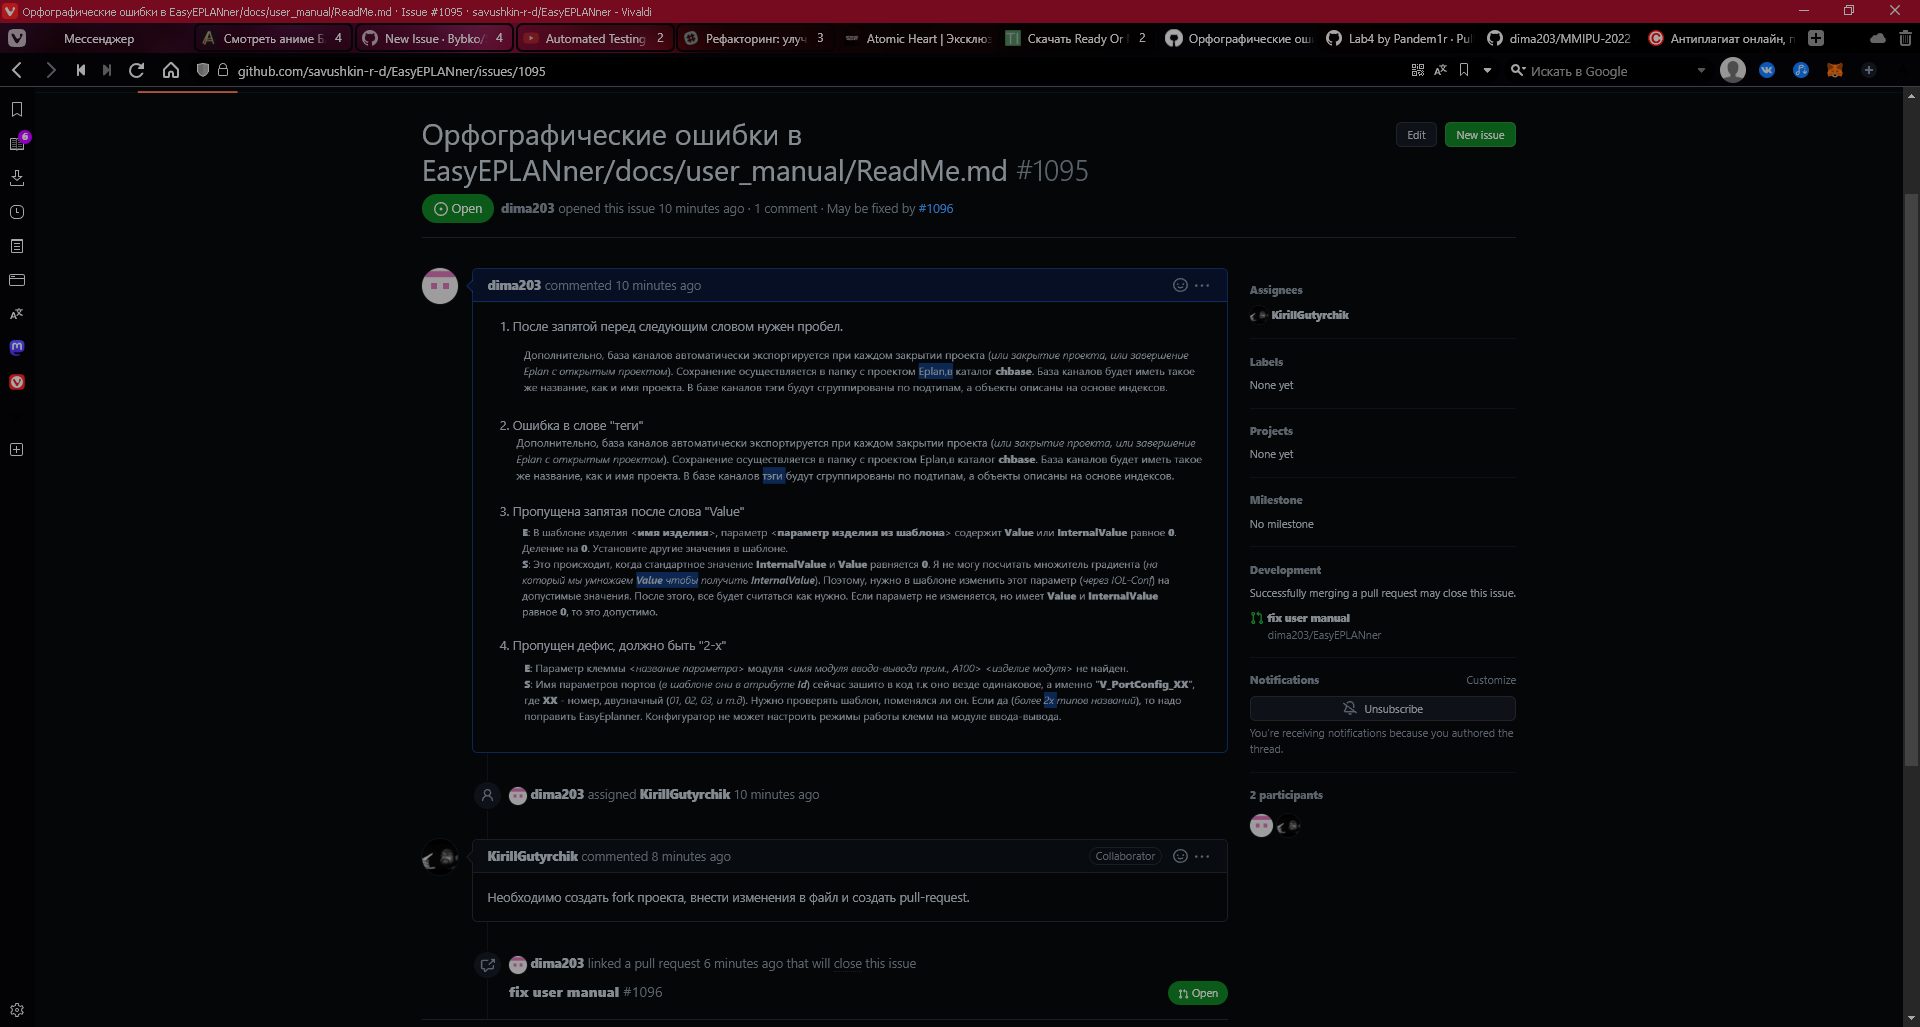 Орфографические ошибки в EasyEPLANner/docs/user_manual/ReadMe.md · Issue #1095 · savushkin-r-d/EasyEPLANner - Vivaldi
Мессенджер
Смотреть аниме Б 4
New Issue · Bybko/ 4
Automated Testing 2
Рефакторинг: улуч 3
Atomic Heart | Эксклюз
Скачать Ready Or 2
Орфографические ош
Lab4 by Pandem1r · Pu
dima203/MMIPU-2022
Антиплагиат онлайн, п
github.com/savushkin-r-d/EasyEPLANner/issues/1095
Искать в Google
6
Орфографические ошибки в
EasyEPLANner/docs/user_manual/ReadMe.md #1095
Edit
New issue
Open
dima203 opened this issue 10 minutes ago · 1 comment · May be fixed by #1096
dima203 commented 10 minutes ago
1. После запятой перед следующим словом нужен пробел.
Дополнительно, база каналов автоматически экспортируется при каждом закрытии проекта (или закрытие проекта, или завершение
Eplan с открытым проектом). Сохранение осуществляется в папку с проектом Eplan,в каталог chbase. База каналов будет иметь такое
же название, как и имя проекта. В базе каналов тэги будут сгруппированы по подтипам, а объекты описаны на основе индексов.
2. Ошибка в слове "теги"
Дополнительно, база каналов автоматически экспортируется при каждом закрытии проекта (или закрытие проекта, или завершение
Eplan с открытым проектом). Сохранение осуществляется в папку с проектом Eplan,в каталог chbase. База каналов будет иметь такое
же название, как и имя проекта. В базе каналов тэги будут сгруппированы по подтипам, а объекты описаны на основе индексов.
3. Пропущена запятая после слова "Value"
E: В шаблоне изделия <имя изделия>, параметр <параметр изделия из шаблона> содержит Value или InternalValue равное 0.
Деление на 0. Установите другие значения в шаблоне.
S: Это происходит, когда стандартное значение InternalValue и Value равняется 0. Я не могу посчитать множитель градиента (на
который мы умножаем Value чтобы получить InternalValue). Поэтому, нужно в шаблоне изменить этот параметр (через IOL-Conf) на
допустимые значения. После этого, все будет считаться как нужно. Если параметр не изменяется, но имеет Value и InternalValue
равное 0, то это допустимо.
4. Пропущен дефис, должно быть "2-х"
E: Параметр клеммы <название параметра> модуля <имя модуля ввода-вывода прим., A100> <изделие модуля> не найден.
S: Имя параметров портов (в шаблоне они в атрибуте Id) сейчас зашито в код т.к оно везде одинаковое, а именно "V_PortConfig_XX",
где XX - номер, двузначный (01, 02, 03, и т.д). Нужно проверять шаблон, поменялся ли он. Если да (более 2х типов названий), то надо
поправить EasyEplanner. Конфигуратор не может настроить режимы работы клемм на модуле ввода-вывода.
dima203 assigned KirillGutyrchik 10 minutes ago
KirillGutyrchik commented 8 minutes ago
Collaborator
Необходимо создать fork проекта, внести изменения в файл и создать pull-request.
dima203 linked a pull request 6 minutes ago that will close this issue
fix user manual #1096
Open
Assignees
KirillGutyrchik
Labels
None yet
Projects
None yet
Milestone
No milestone
Development
Successfully merging a pull request may close this issue.
fix user manual
dima203/EasyEPLANner
Notifications
Customize
Unsubscribe
You're receiving notifications because you authored the
thread.
2 participants